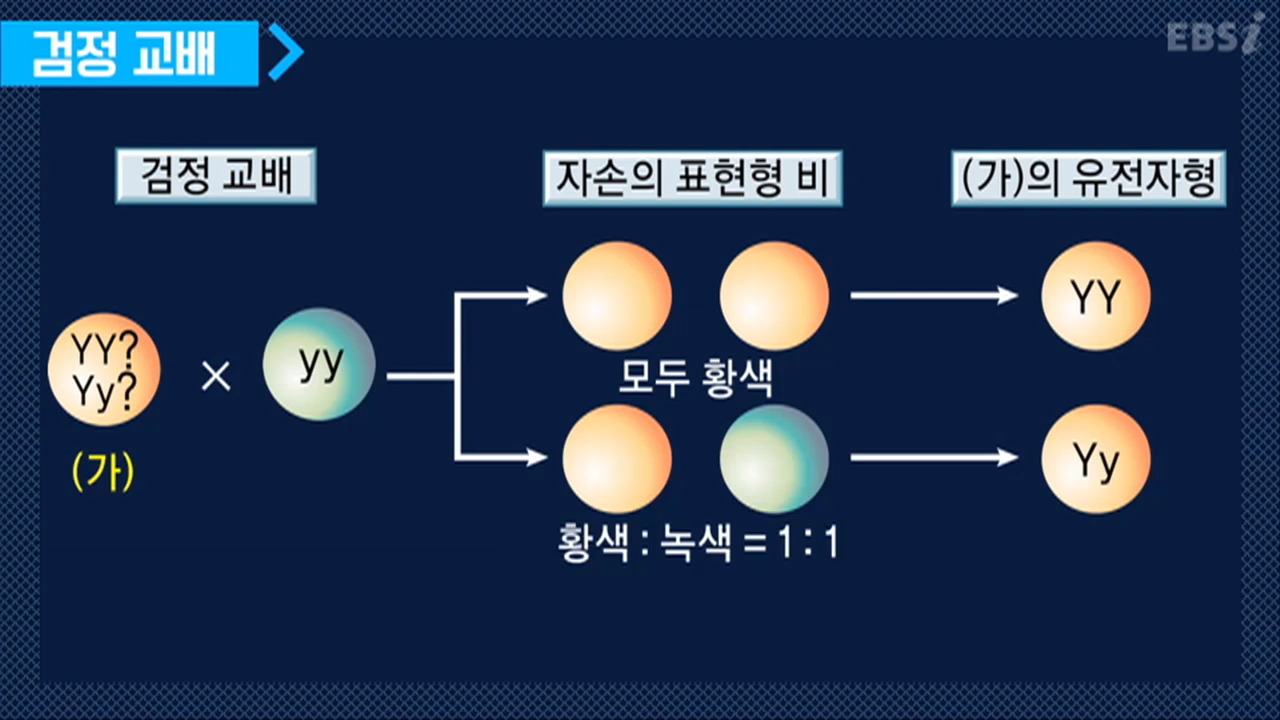 검정 교배
EBSi
검정 교배
자손의 표현형 비
(가)의 유전자형
YY?
Yy?
(가)
×
yy
모두 황색
YY
황색 : 녹색 = 1 : 1
Yy